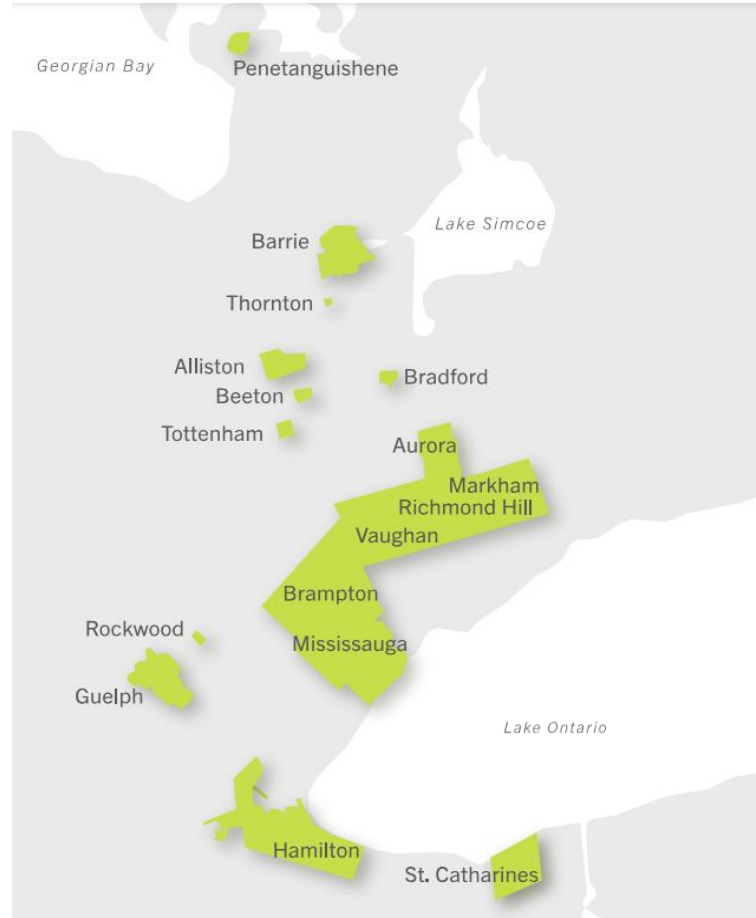 Georgian Bay
Penetanguishene
Lake Simcoe
Barrie
Thornton
Alliston
Bradford
Beeton
Tottenham
Aurora
Markham
Richmond Hill
Vaughan
Brampton
Rockwood
Mississauga
Guelph
Lake Ontario
Hamilton
St. Catharines